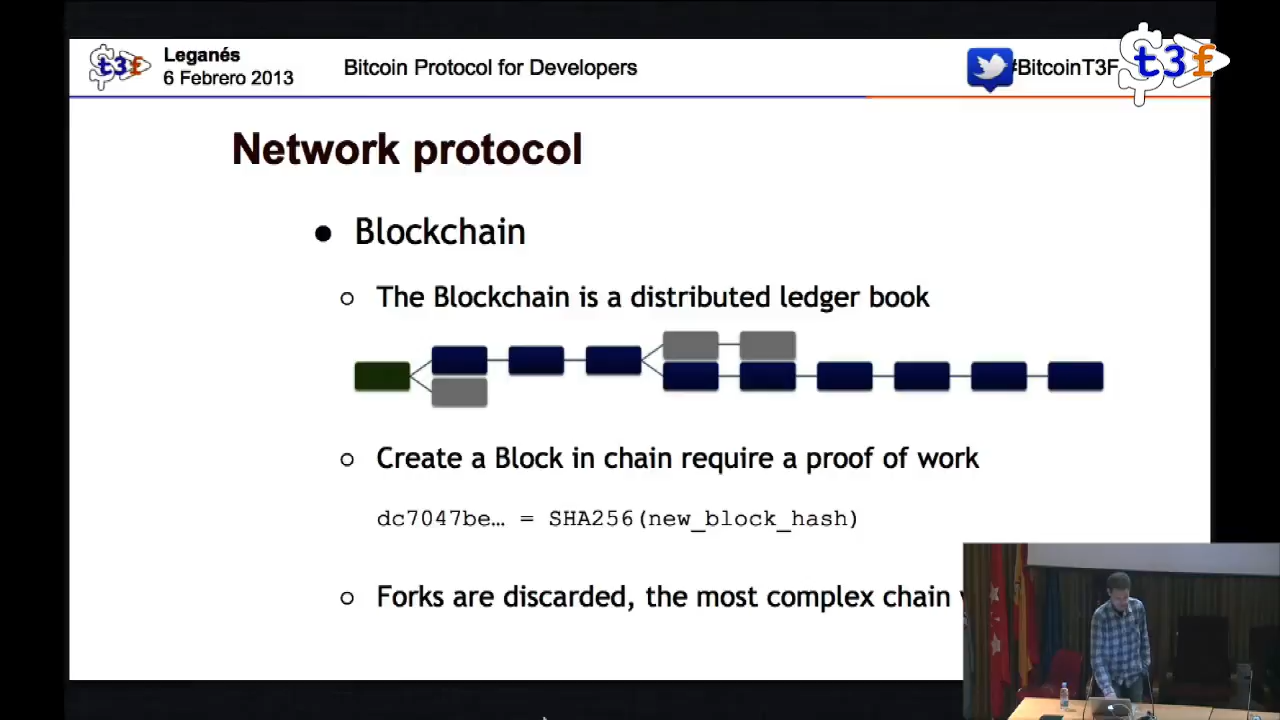 t3f
Leganés
6 Febrero 2013
Bitcoin Protocol for Developers
#BitcoinT3F
t3f
Network protocol
● Blockchain
○ The Blockchain is a distributed ledger book
○ Create a Block in chain require a proof of work
dc7047be… = SHA256(new_block_hash)
○ Forks are discarded, the most complex chain